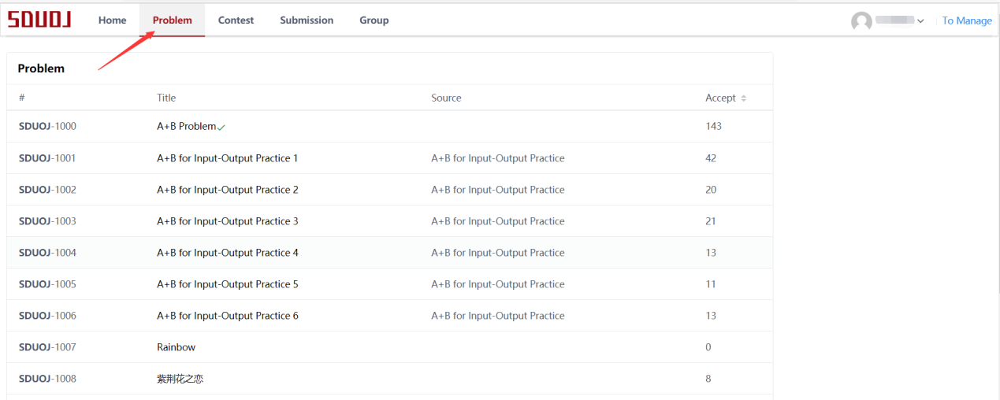 SDUOJ Home Problem Contest Submission Group To Manage
Problem
# Title Source Accept
SDUOJ-1000 A+B Problem 143
SDUOJ-1001 A+B for Input-Output Practice 1 A+B for Input-Output Practice 42
SDUOJ-1002 A+B for Input-Output Practice 2 A+B for Input-Output Practice 20
SDUOJ-1003 A+B for Input-Output Practice 3 A+B for Input-Output Practice 21
SDUOJ-1004 A+B for Input-Output Practice 4 A+B for Input-Output Practice 13
SDUOJ-1005 A+B for Input-Output Practice 5 A+B for Input-Output Practice 11
SDUOJ-1006 A+B for Input-Output Practice 6 A+B for Input-Output Practice 13
SDUOJ-1007 Rainbow 0
SDUOJ-1008 紫荆花之恋 8